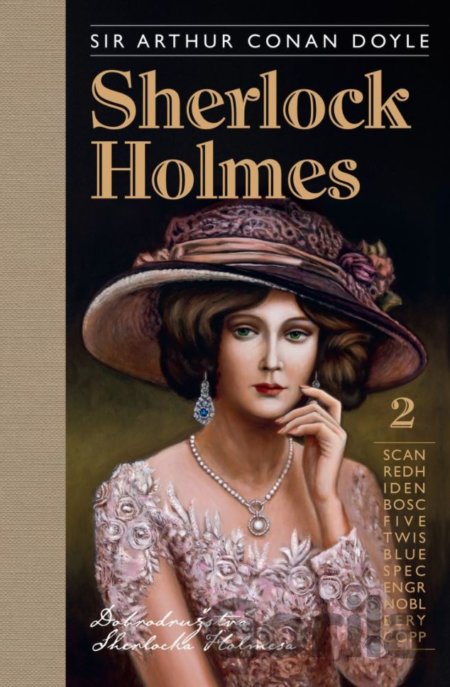 SIR ARTHUR CONAN DOYLE
Sherlock
Holmes
2
SCAN
REDH
IDEN
BOSC
FIVE
TWIS
BLUE
SPEC
ENGR
NOBL
BERY
COPP
Dobrodružstvá
Sherlocka Holmesa